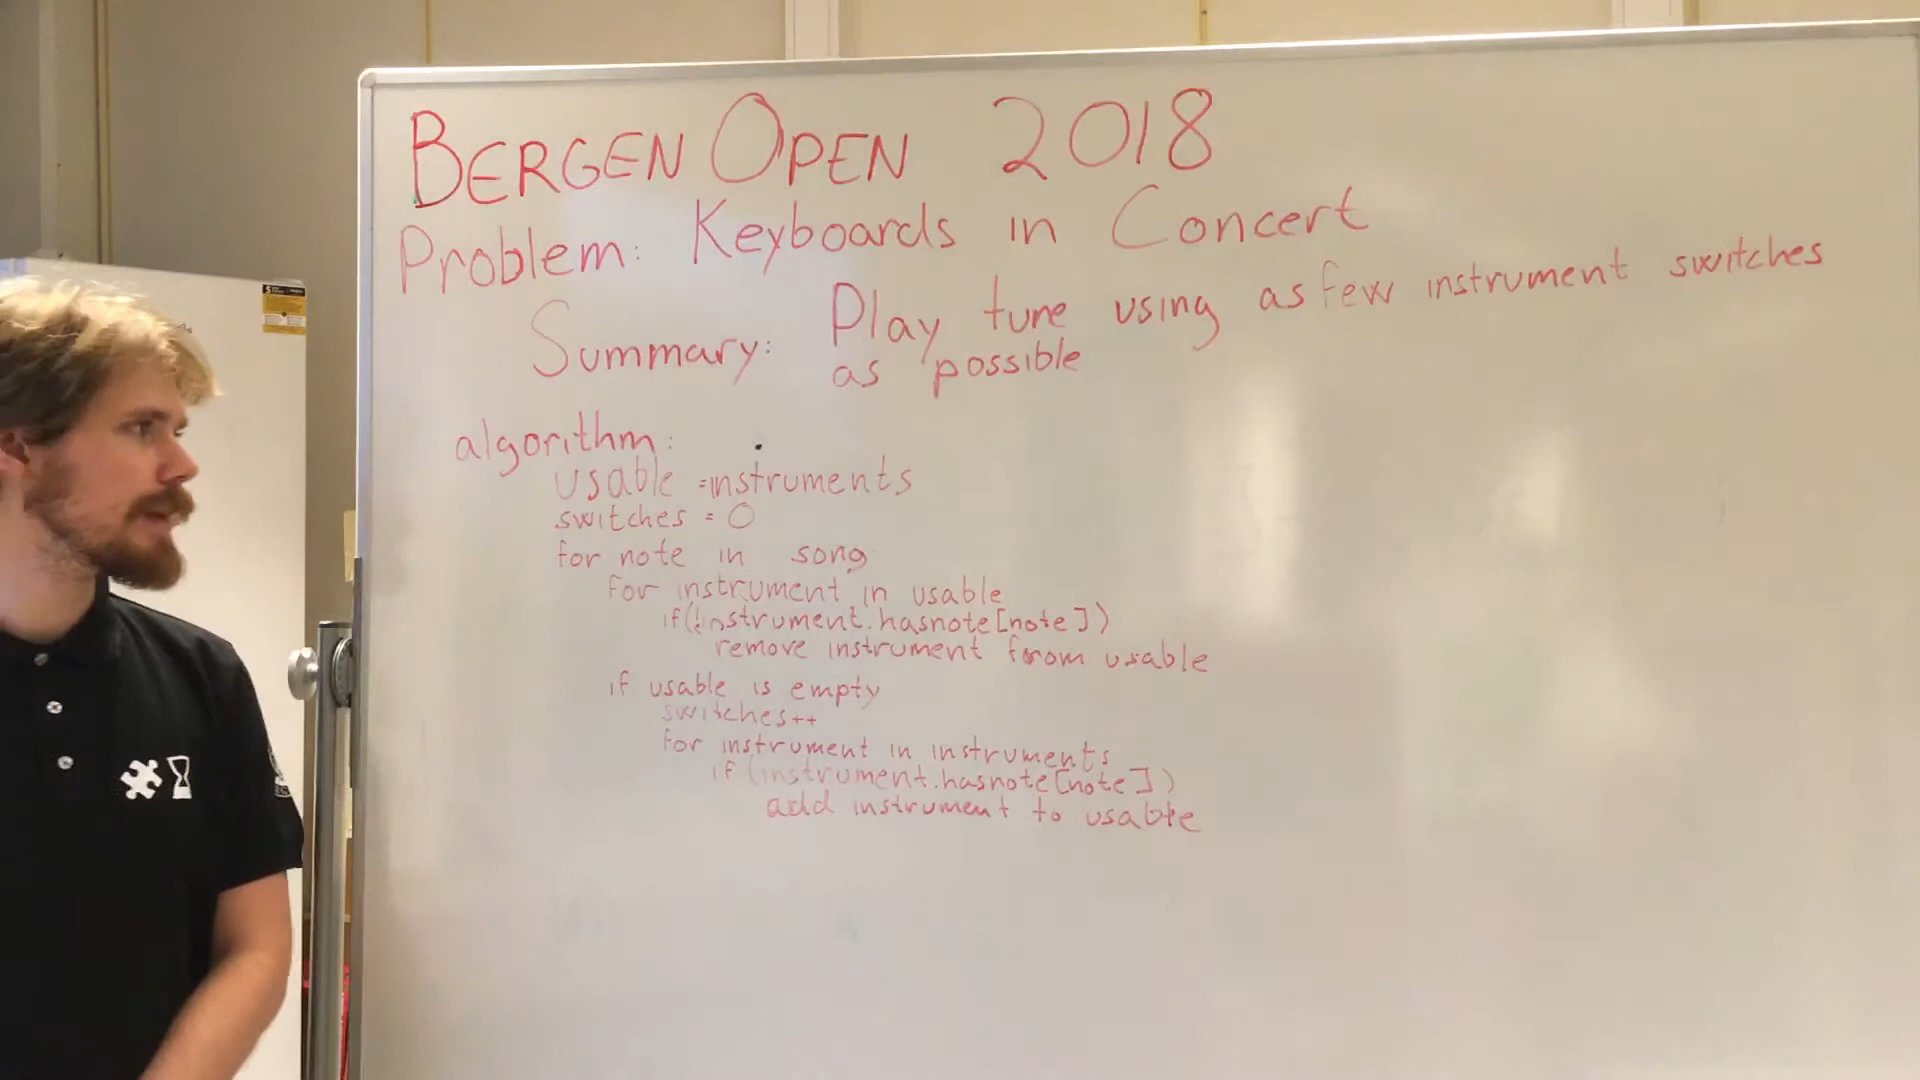 BERGEN OPEN 2018
Problem: Keyboards in Concert
Summary: Play tune using as few instrument switches
as possible
algorithm:
usable = instruments
switches = 0
for note in song
for instrument in usable
if(!instrument.hasnote[note])
remove instrument from usable
if usable is empty
switches++
for instrument in instruments
if (instrument.hasnote[note])
add instrument to usable